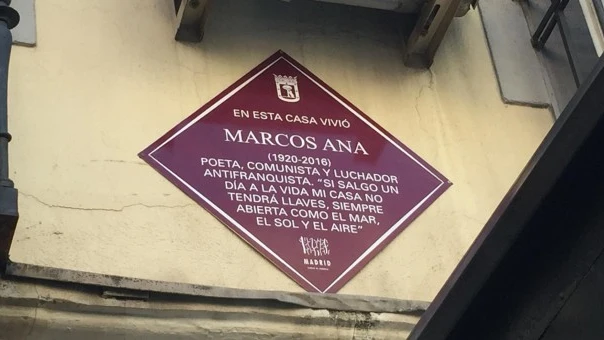 EN ESTA CASA VIVIÓ
MARCOS ANA
(1920-2016)
POETA, COMUNISTA Y LUCHADOR
ANTIFRANQUISTA. "SI SALGO UN
DÍA A LA VIDA MI CASA NO
TENDRÁ LLAVES, SIEMPRE
ABIERTA COMO EL MAR,
EL SOL Y EL AIRE"
MADRID